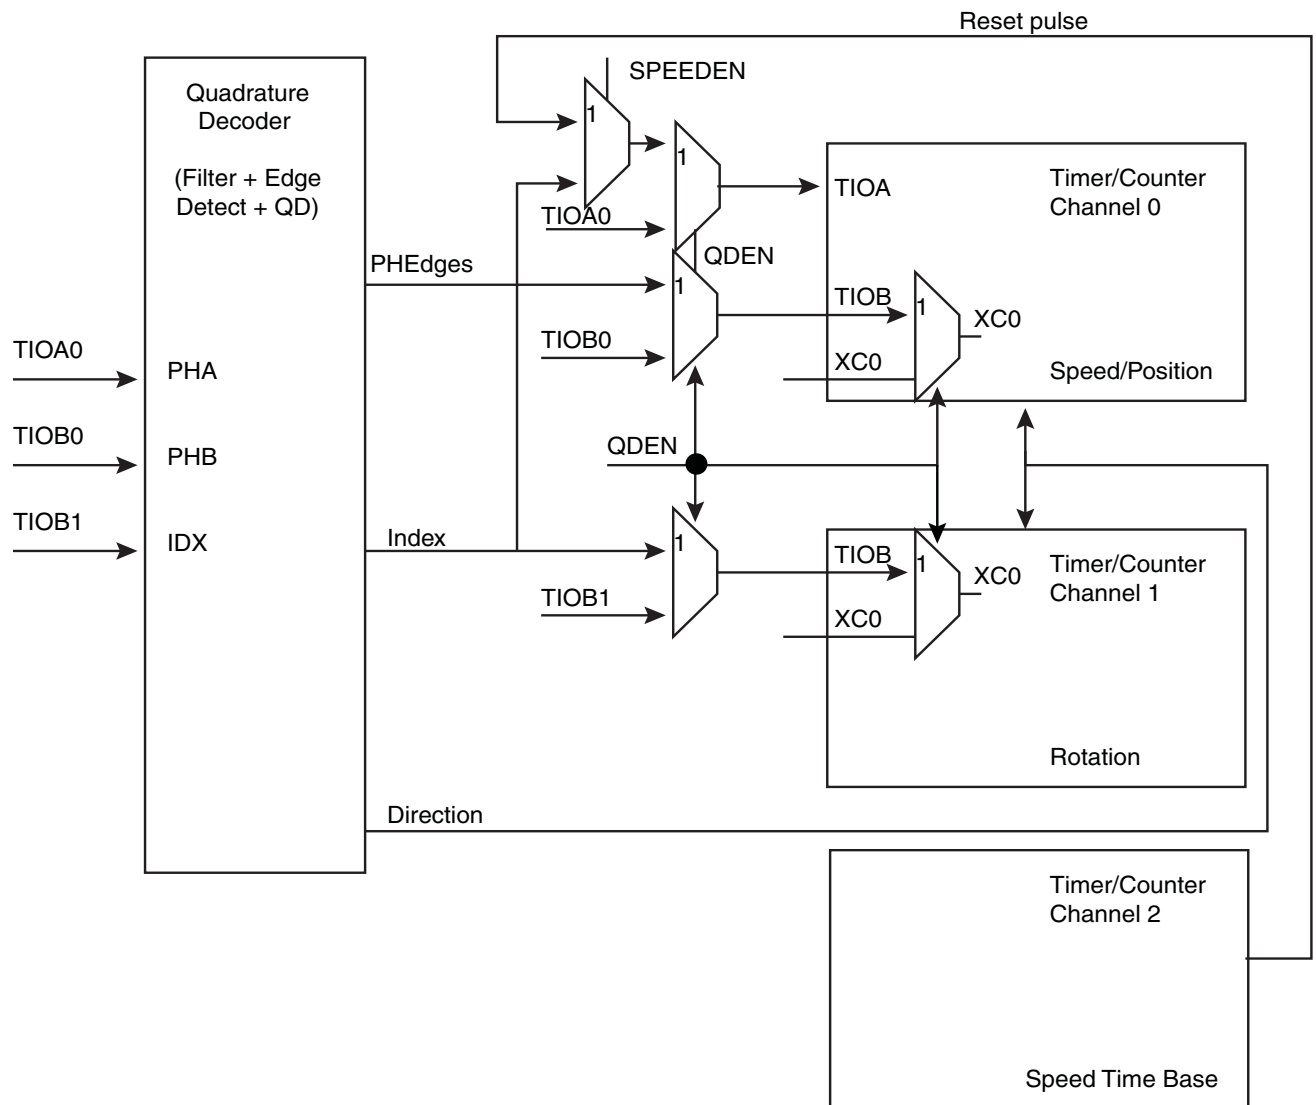 Reset pulse
SPEEDEN
Quadrature
Decoder
(Filter + Edge
Detect + QD)
1
1
TIOA
Timer/Counter
Channel 0
TIOA0
QDEN
PHEdges
1
TIOB
1
XC0
TIOB0
XC0
Speed/Position
TIOA0
PHA
TIOB0
PHB
QDEN
TIOB1
IDX
Index
1
TIOB
1
XC0
Timer/Counter
Channel 1
TIOB1
XC0
Rotation
Direction
Timer/Counter
Channel 2
Speed Time Base